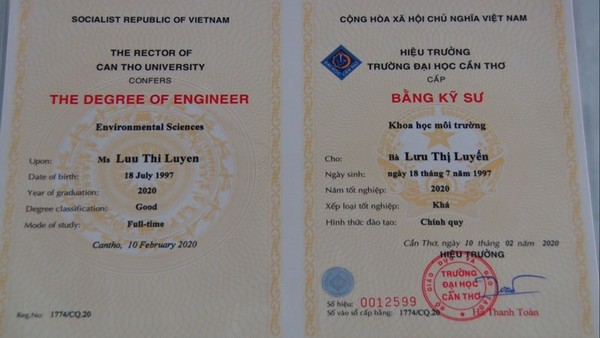 SOCIALIST REPUBLIC OF VIETNAM
THE RECTOR OF
CAN THO UNIVERSITY
CONFERS
THE DEGREE OF ENGINEER
Environmental Sciences
Upon: Ms Luu Thi Luyen
Date of birth: 18 July 1997
Year of graduation: 2020
Degree classification: Good
Mode of study: Full-time
Cantho, 10 February 2020
Reg.No: 1774/CQ.20
CỘNG HÒA XÃ HỘI CHỦ NGHĨA VIỆT NAM
HIỆU TRƯỞNG
TRƯỜNG ĐẠI HỌC CẦN THƠ
CẤP
BẰNG KỸ SƯ
Khoa học môi trường
Cho: Bà Lưu Thị Luyến
Ngày sinh: ngày 18 tháng 7 năm 1997
Năm tốt nghiệp: 2020
Xếp loại tốt nghiệp: Khá
Hình thức đào tạo: Chính quy
Cần Thơ, ngày 10 tháng 02 năm 2020
HIỆU TRƯỞNG
TRƯỜNG
ĐẠI HỌC
CẦN THƠ
Số hiệu: 0012599
Số vào sổ cấp bằng: 1774/CQ.20
Hà Thanh Toàn